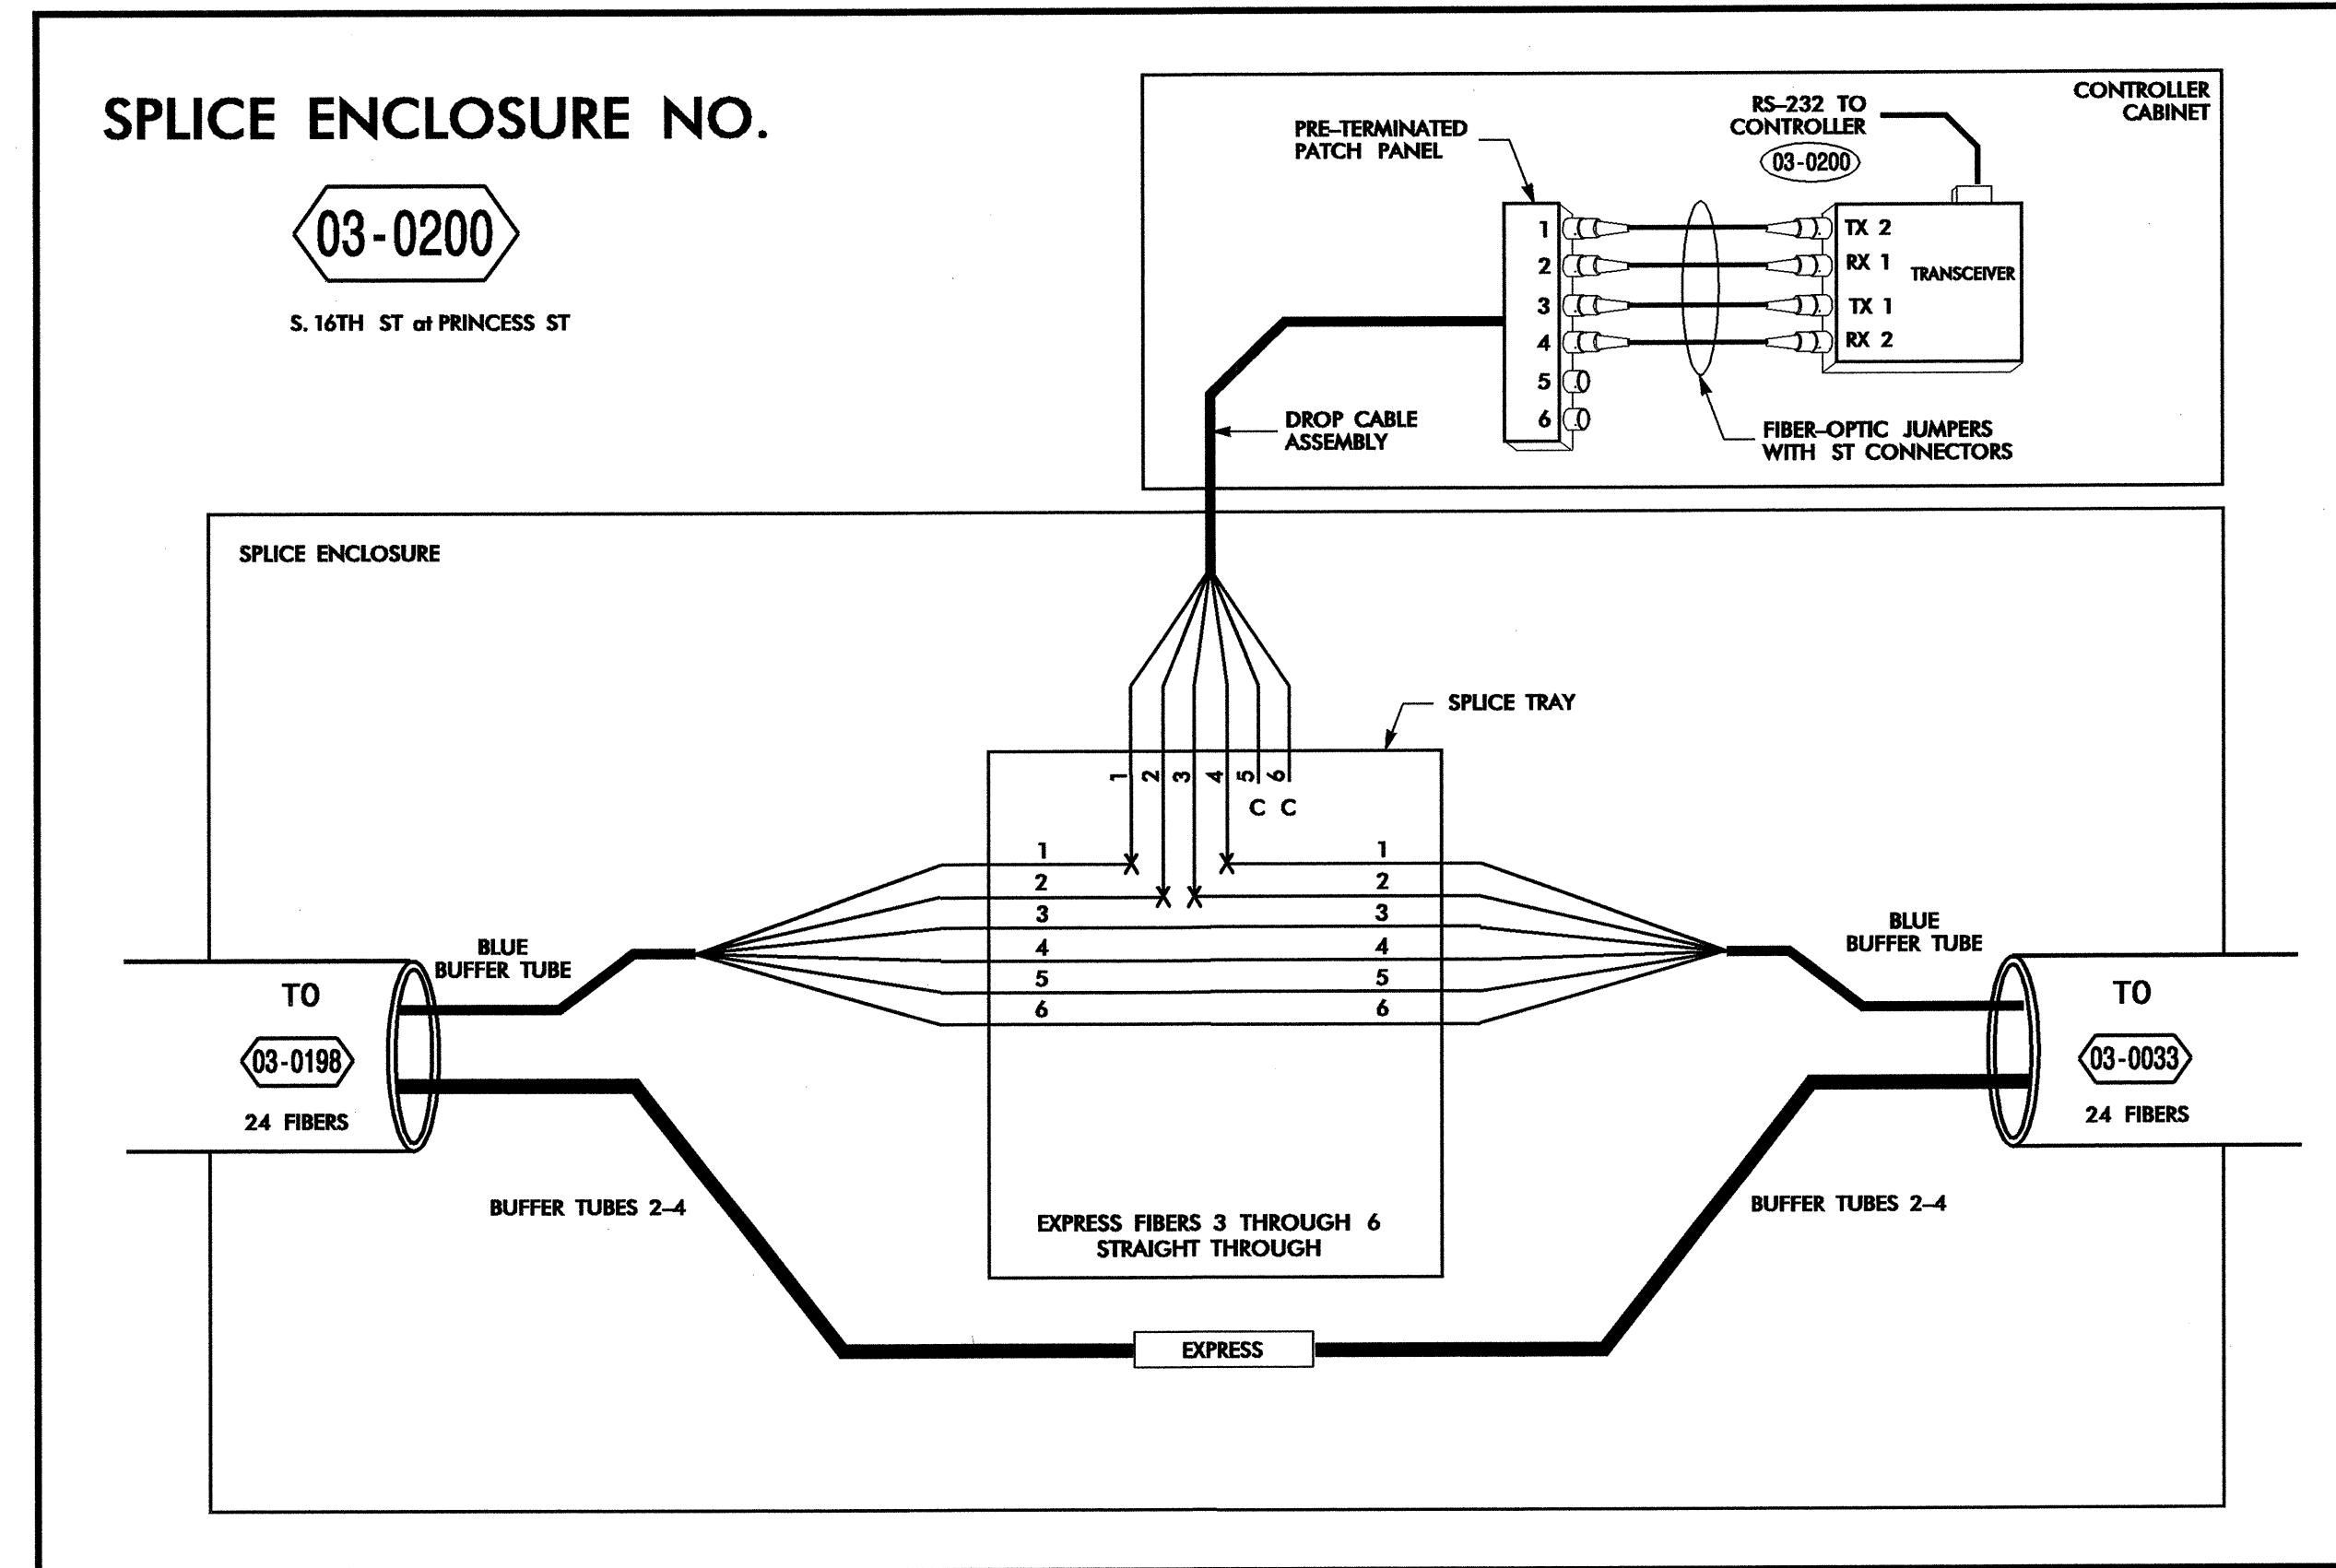 SPLICE ENCLOSURE NO.
03-0200
S. 16TH ST at PRINCESS ST
CONTROLLER
CABINET
RS-232 TO
CONTROLLER
03-0200
PRE-TERMINATED
PATCH PANEL
1
2
3
4
5
6
TX 2
RX 1
TX 1
RX 2
TRANSCEIVER
DROP CABLE
ASSEMBLY
FIBER-OPTIC JUMPERS
WITH ST CONNECTORS
SPLICE ENCLOSURE
SPLICE TRAY
1 2 3 4 5 6
C C
1 1
2 2
3 3
4 4
5 5
6 6
BLUE
BUFFER TUBE
BLUE
BUFFER TUBE
TO
03-0198
24 FIBERS
TO
03-0033
24 FIBERS
BUFFER TUBES 2-4
BUFFER TUBES 2-4
EXPRESS FIBERS 3 THROUGH 6
STRAIGHT THROUGH
EXPRESS